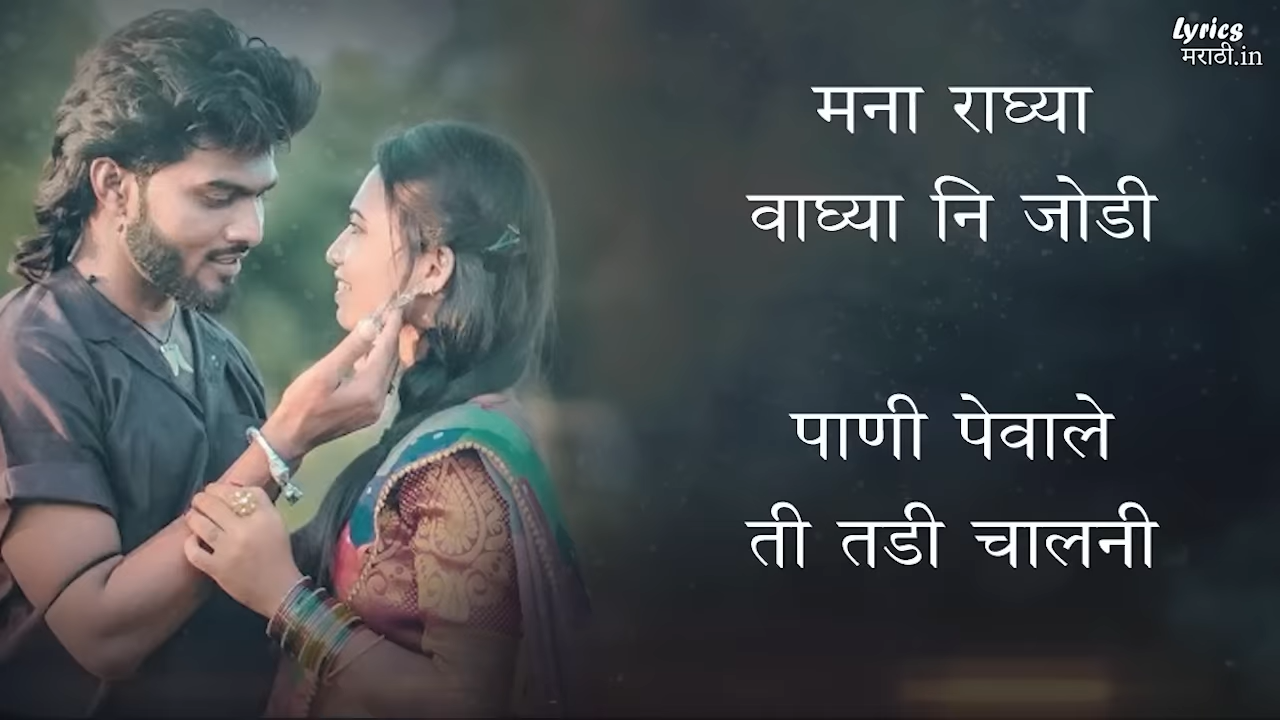 Lyrics
मराठी.in
मना राघ्या
वाघ्या नि जोडी
पाणी पेवाले
ती तडी चालनी